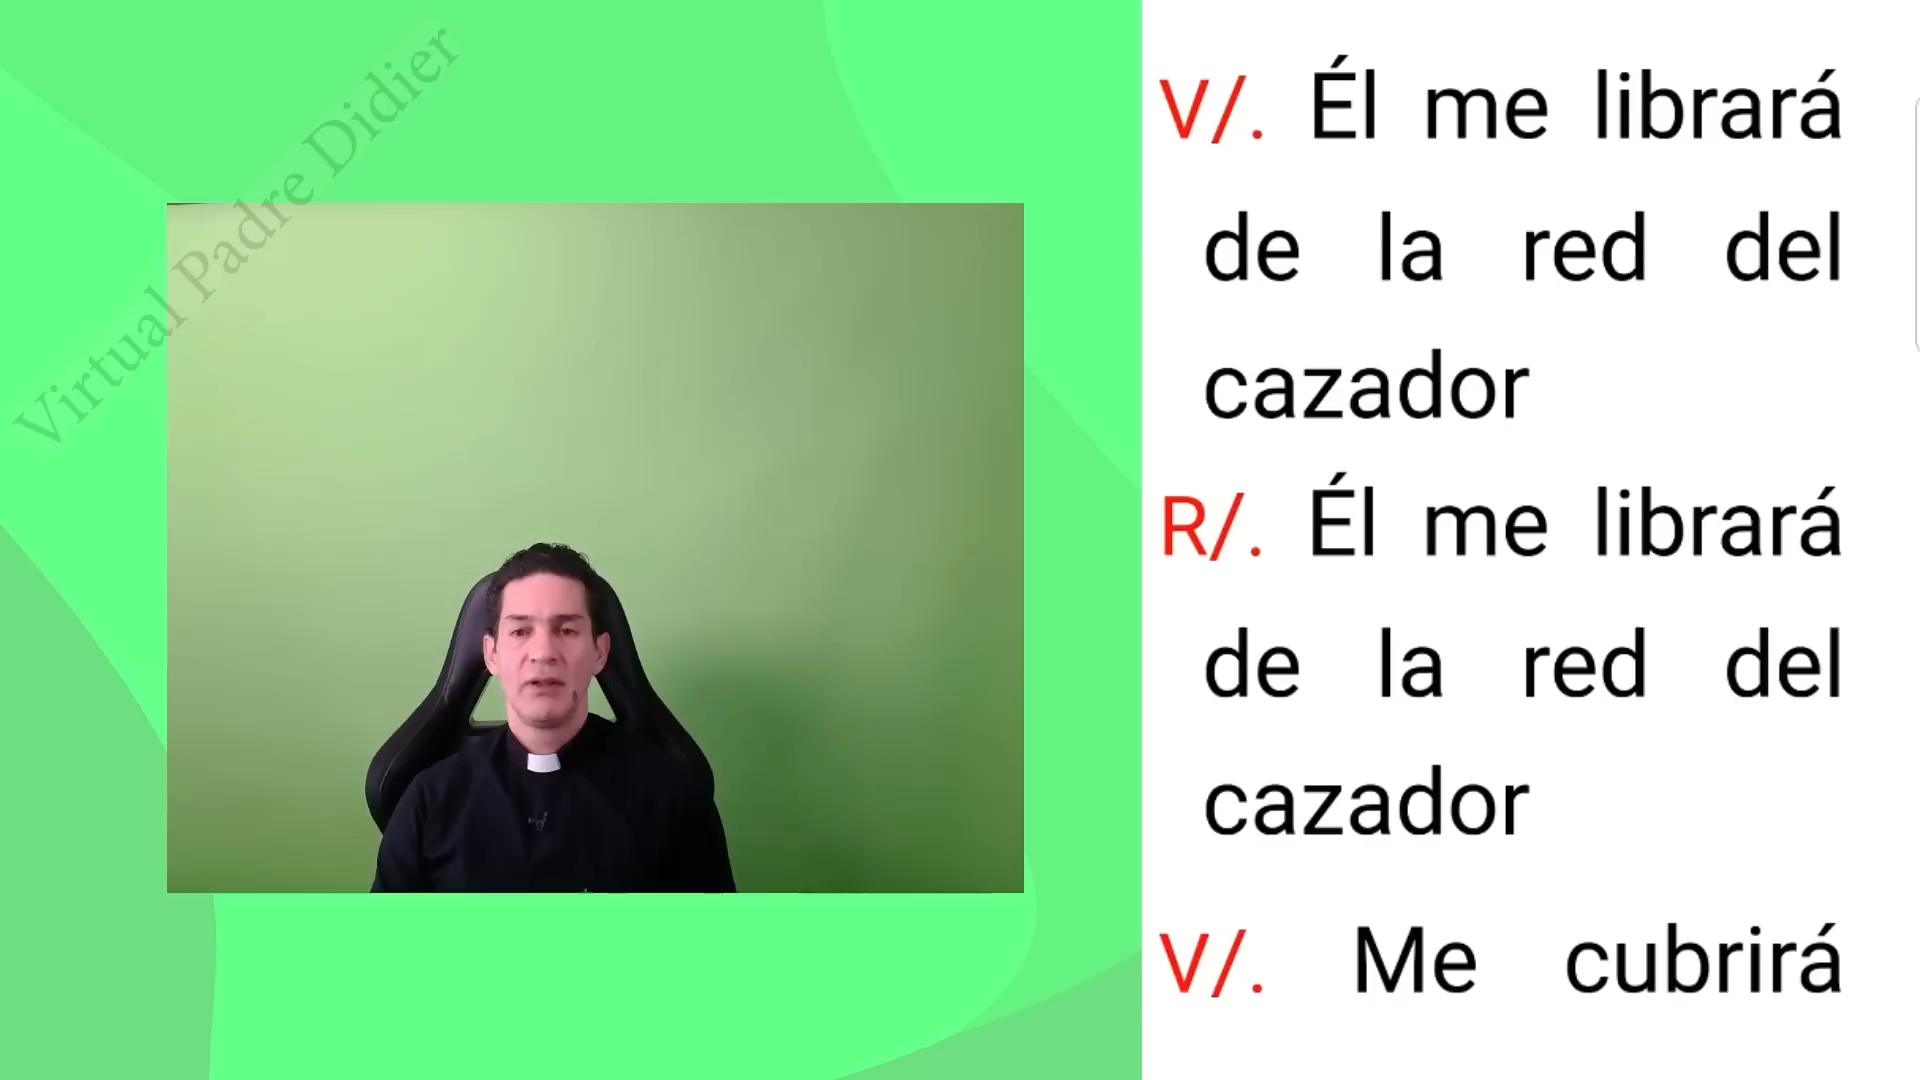 Virtual Padre Didier
V/. Él me librará
de la red del
cazador
R/. Él me librará
de la red del
cazador
V/. Me cubrirá